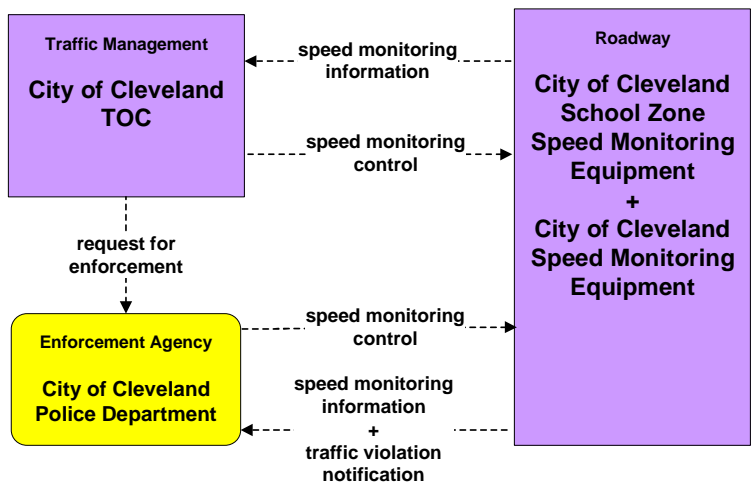 Traffic Management
City of Cleveland
TOC
speed monitoring
information
speed monitoring
control
Roadway
City of Cleveland
School Zone
Speed Monitoring
Equipment
+
City of Cleveland
Speed Monitoring
Equipment
request for
enforcement
Enforcement Agency
City of Cleveland
Police Department
speed monitoring
control
speed monitoring
information
+
traffic violation
notification